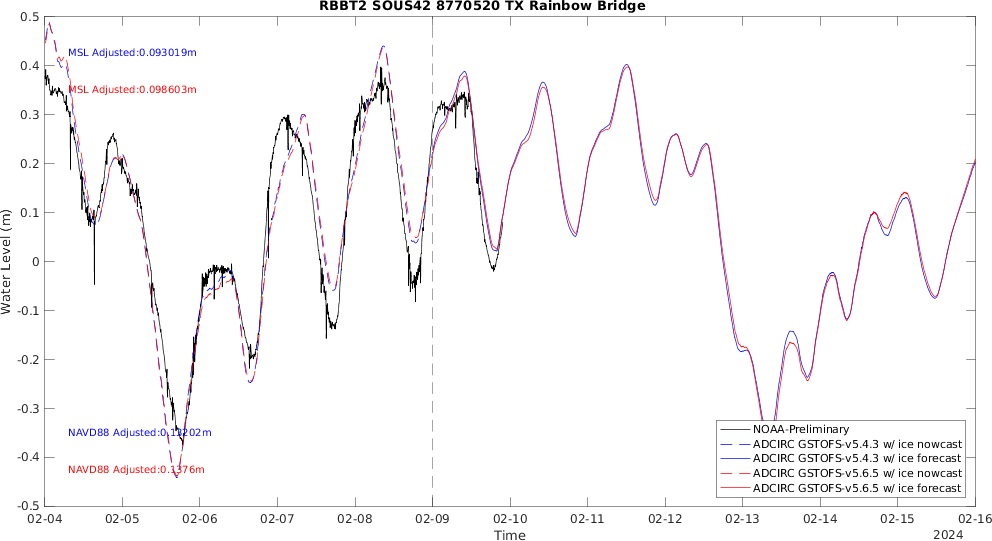 RBBT2 SOUS42 8770520 TX Rainbow Bridge
0.5
0.4
0.3
0.2
0.1
0
-0.1
-0.2
-0.3
-0.4
-0.5
Water Level (m)
MSL Adjusted:0.093019m
MSL Adjusted:0.098603m
NAVD88 Adjusted:0.13202m
NAVD88 Adjusted:0.1376m
NOAA-Preliminary
ADCIRC GSTOFS-v5.4.3 w/ ice nowcast
ADCIRC GSTOFS-v5.4.3 w/ ice forecast
ADCIRC GSTOFS-v5.6.5 w/ ice nowcast
ADCIRC GSTOFS-v5.6.5 w/ ice forecast
02-04 02-05 02-06 02-07 02-08 02-09 02-10 02-11 02-12 02-13 02-14 02-15 02-16
Time
2024